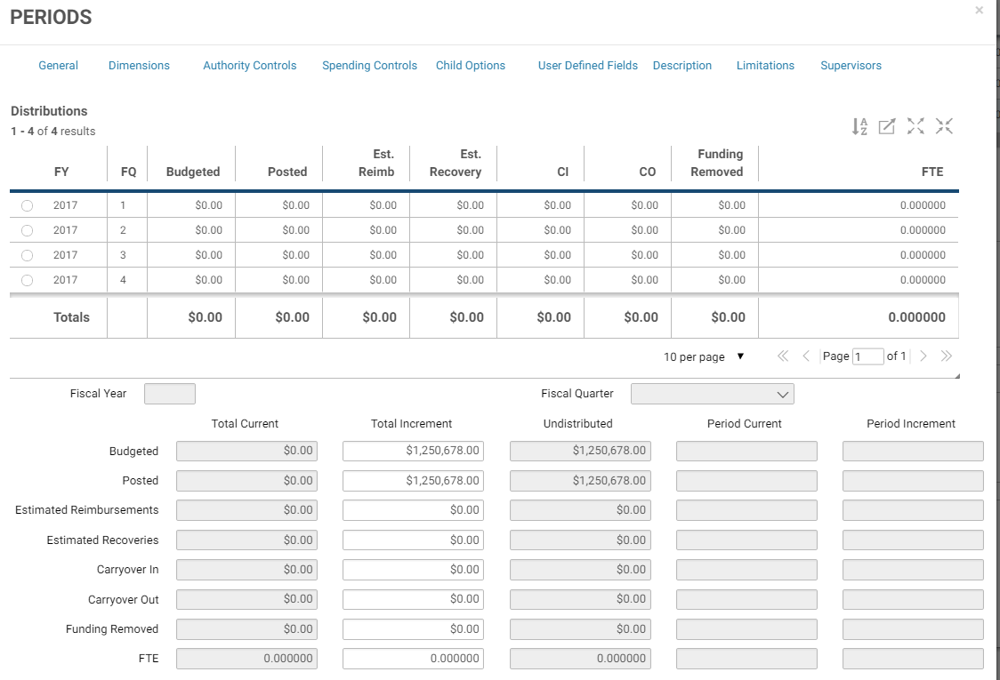 PERIODS
×
General Dimensions Authority Controls Spending Controls Child Options User Defined Fields Description Limitations Supervisors
Distributions
1 - 4 of 4 results
A
Z
Est. Est. Funding
FY FQ Budgeted Posted Reimb Recovery CI CO Removed FTE
2017 1 $0.00 $0.00 $0.00 $0.00 $0.00 $0.00 $0.00 0.000000
2017 2 $0.00 $0.00 $0.00 $0.00 $0.00 $0.00 $0.00 0.000000
2017 3 $0.00 $0.00 $0.00 $0.00 $0.00 $0.00 $0.00 0.000000
2017 4 $0.00 $0.00 $0.00 $0.00 $0.00 $0.00 $0.00 0.000000
Totals $0.00 $0.00 $0.00 $0.00 $0.00 $0.00 $0.00 0.000000
10 per page Page 1 of 1
Fiscal Year Fiscal Quarter
Total Current Total Increment Undistributed Period Current Period Increment
Budgeted $0.00 $1,250,678.00 $1,250,678.00
Posted $0.00 $1,250,678.00 $1,250,678.00
Estimated Reimbursements $0.00 $0.00 $0.00
Estimated Recoveries $0.00 $0.00 $0.00
Carryover In $0.00 $0.00 $0.00
Carryover Out $0.00 $0.00 $0.00
Funding Removed $0.00 $0.00 $0.00
FTE 0.000000 0.000000 0.000000